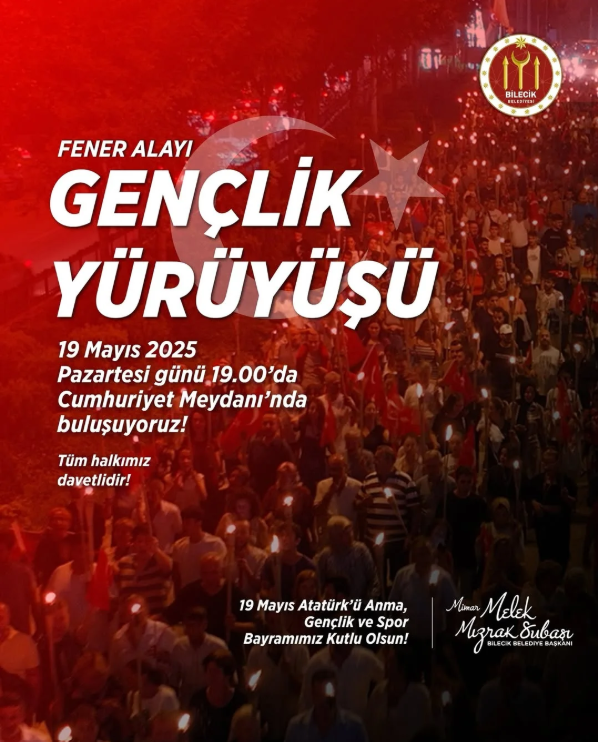 BİLECİK
BELEDİYESİ
FENER ALAYI
GENÇLİK
YÜRÜYÜŞÜ
19 Mayıs 2025
Pazartesi günü 19.00’da
Cumhuriyet Meydanı’nda
buluşuyoruz!
Tüm halkımız
davetlidir!
19 Mayıs Atatürk’ü Anma,
Gençlik ve Spor
Bayramımız Kutlu Olsun!
Mimar Melek
Mızrak Subaşı
BİLECİK BELEDİYE BAŞKANI